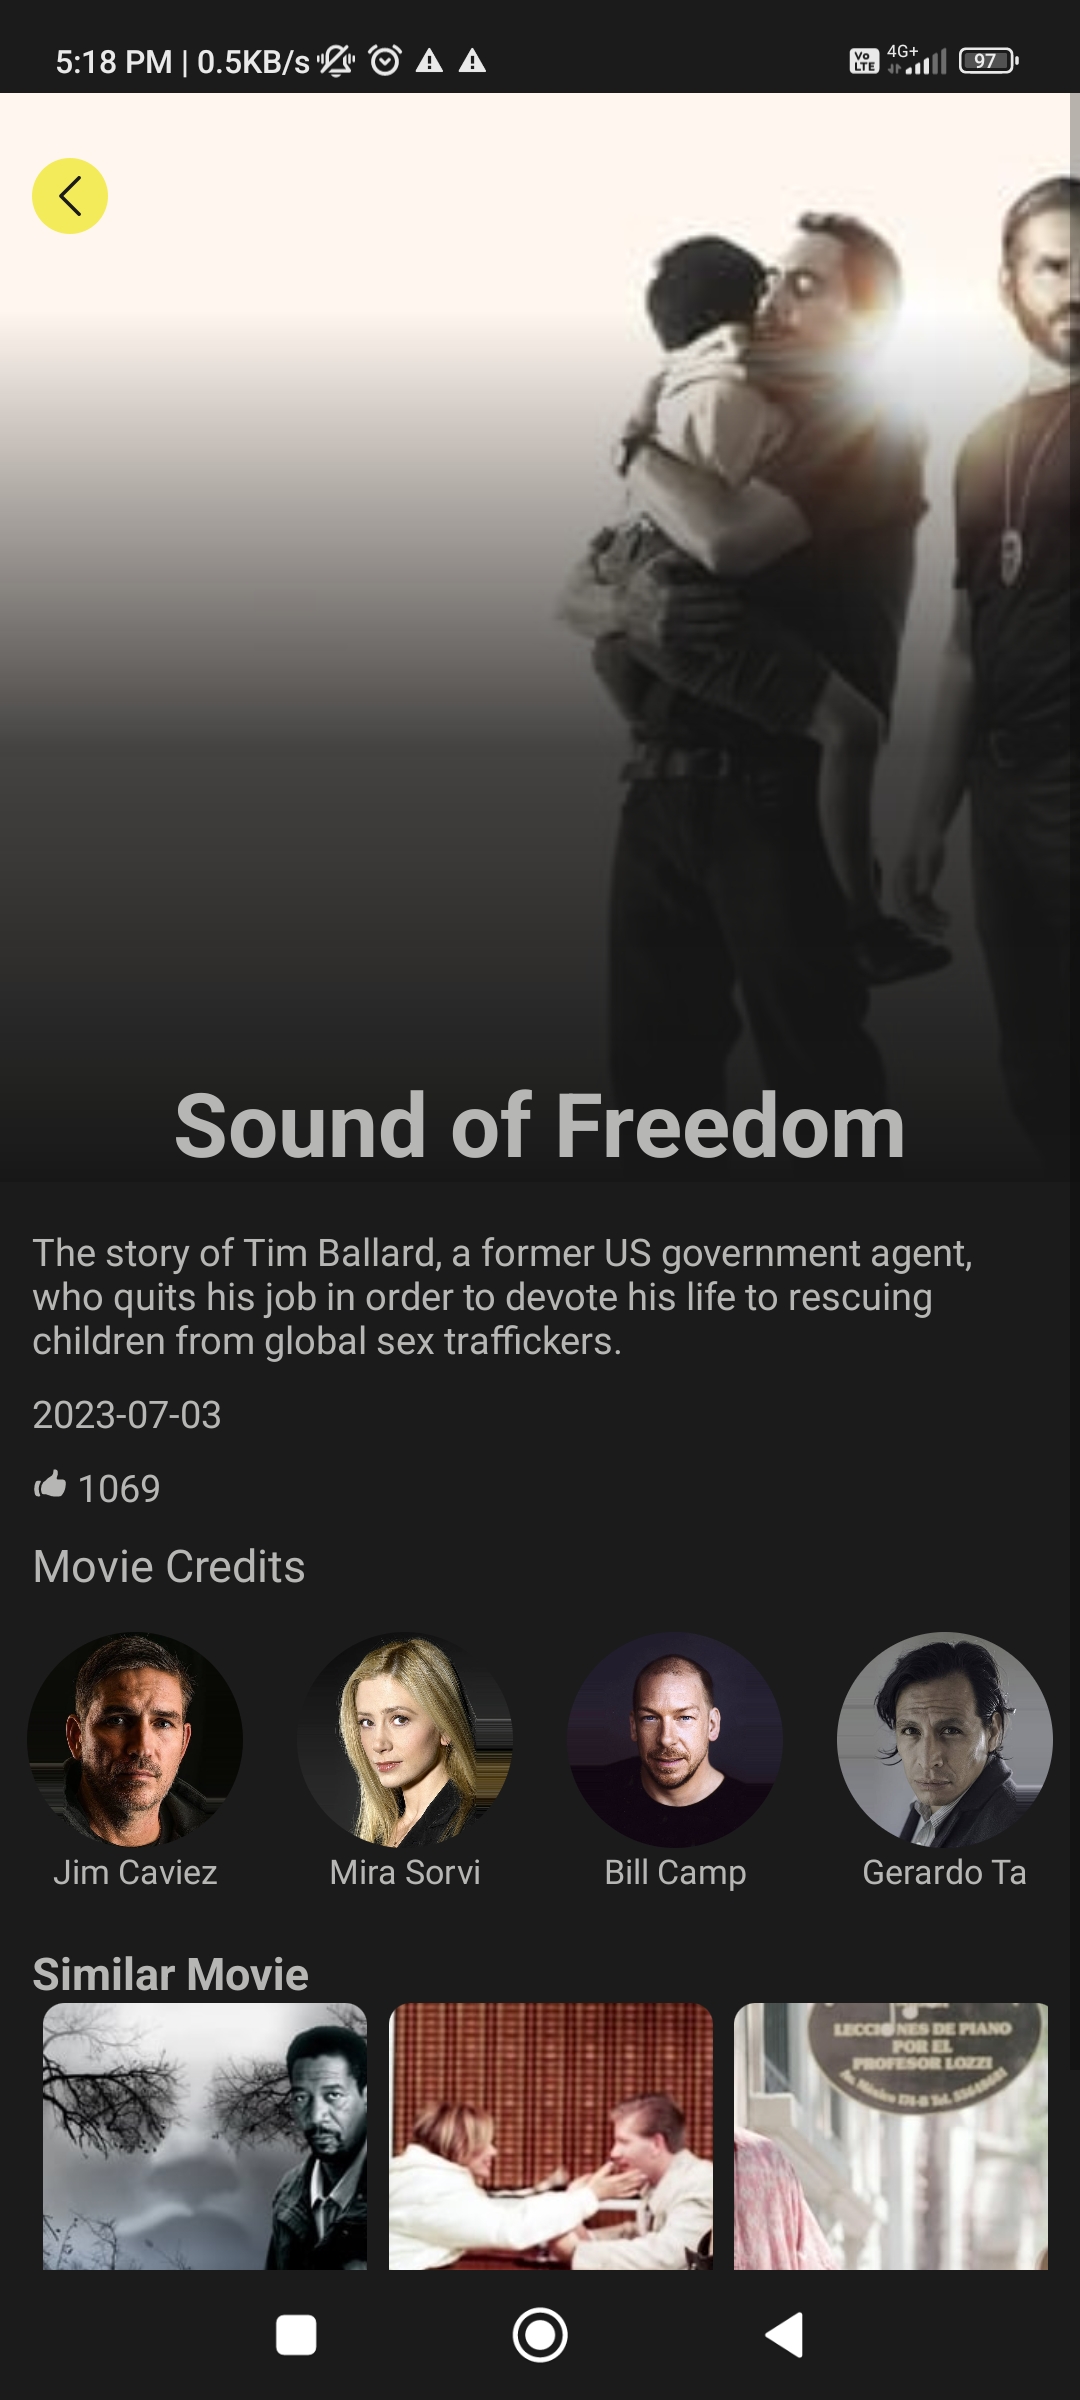 5:18 PM | 0.5KB/s
Vo
LTE
4G+
97
Sound of Freedom
The story of Tim Ballard, a former US government agent,
who quits his job in order to devote his life to rescuing
children from global sex traffickers.
2023-07-03
1069
Movie Credits
Jim Caviez
Mira Sorvi
Bill Camp
Gerardo Ta
Similar Movie
LECCIONES DE PIANO
POR EL
PROFESOR LOZZI